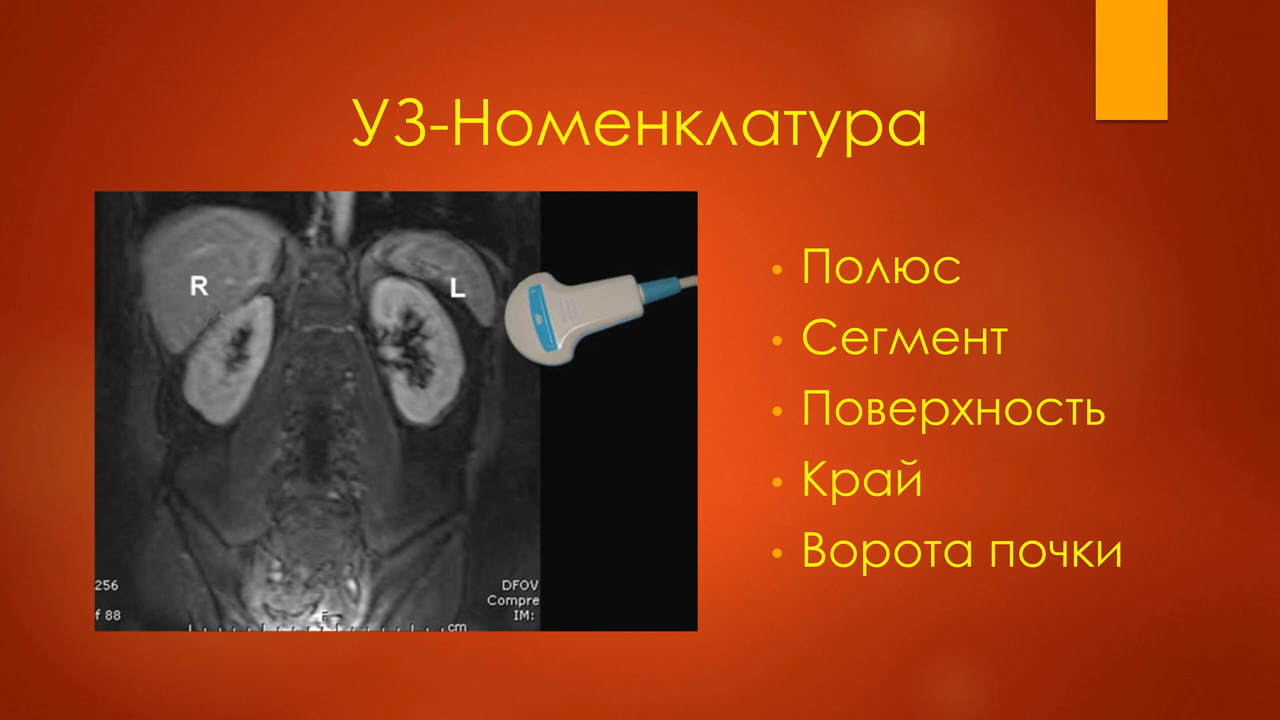 УЗ-Номенклатура
R
L
256
f 88
DFOV
Compre
IM:
F
cm
• Полюс
• Сегмент
• Поверхность
• Край
• Ворота почки